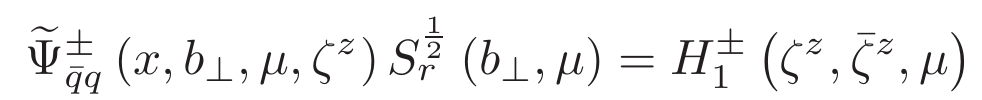 $\widetilde{\Psi}_{\bar{q}q}^{\pm}\left(x, b_{\perp}, \mu, \zeta^{z}\right) S_{r}^{\frac{1}{2}}\left(b_{\perp}, \mu\right) = H_{1}^{\pm}\left(\zeta^{z}, \bar{\zeta}^{z}, \mu\right)$